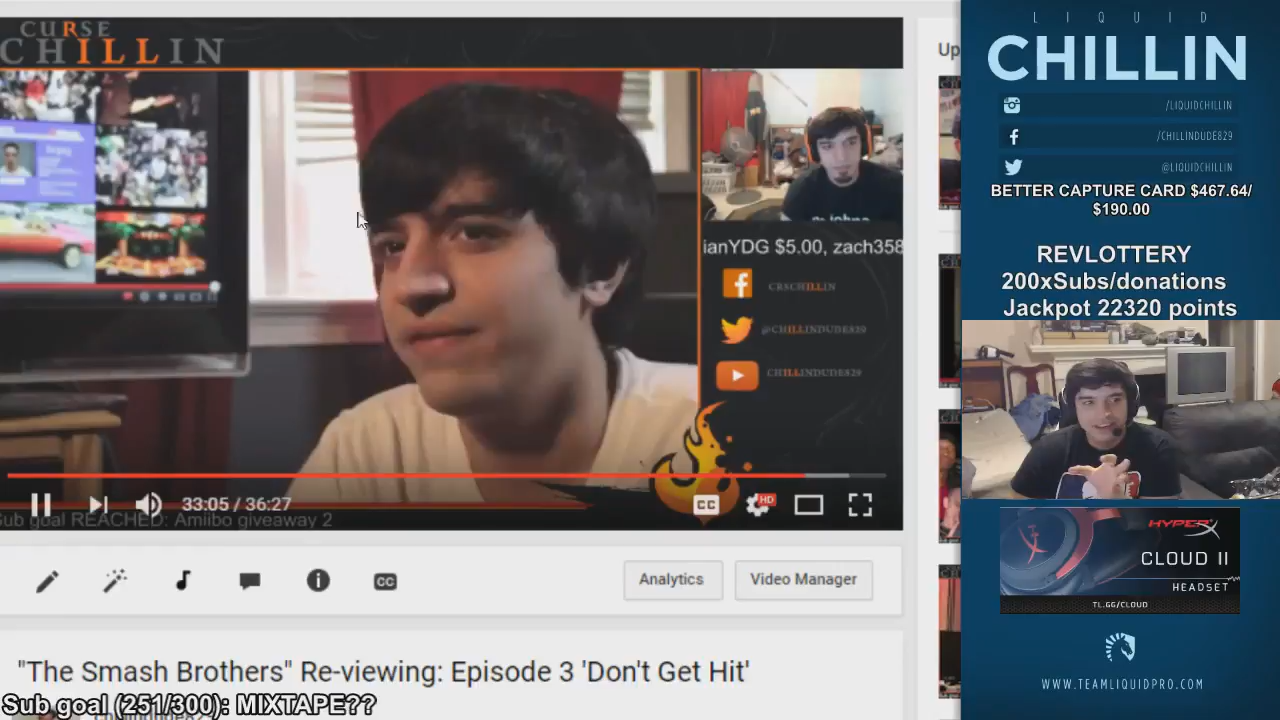 CURSE
CHILLIN
ianYDG $5.00, zach358
CRSCHILLIN
@CHILLINDUDE829
CHILLINDUDE829
33:05 / 36:27
CC
HD
Sub goal REACHED: Amiibo giveaway 2
CC
Analytics
Video Manager
"The Smash Brothers" Re-viewing: Episode 3 'Don't Get Hit'
Sub goal (251/300): MIXTAPE??
Up
LIQUID
CHILLIN
/LIQUIDCHILLIN
/CHILLINDUDE829
@LIQUIDCHILLIN
BETTER CAPTURE CARD $467.64/
$190.00
REVLOTTERY
200xSubs/donations
Jackpot 22320 points
HYPERX
CLOUD II
HEADSET
TL.GG/CLOUD
WWW.TEAMLIQUIDPRO.COM